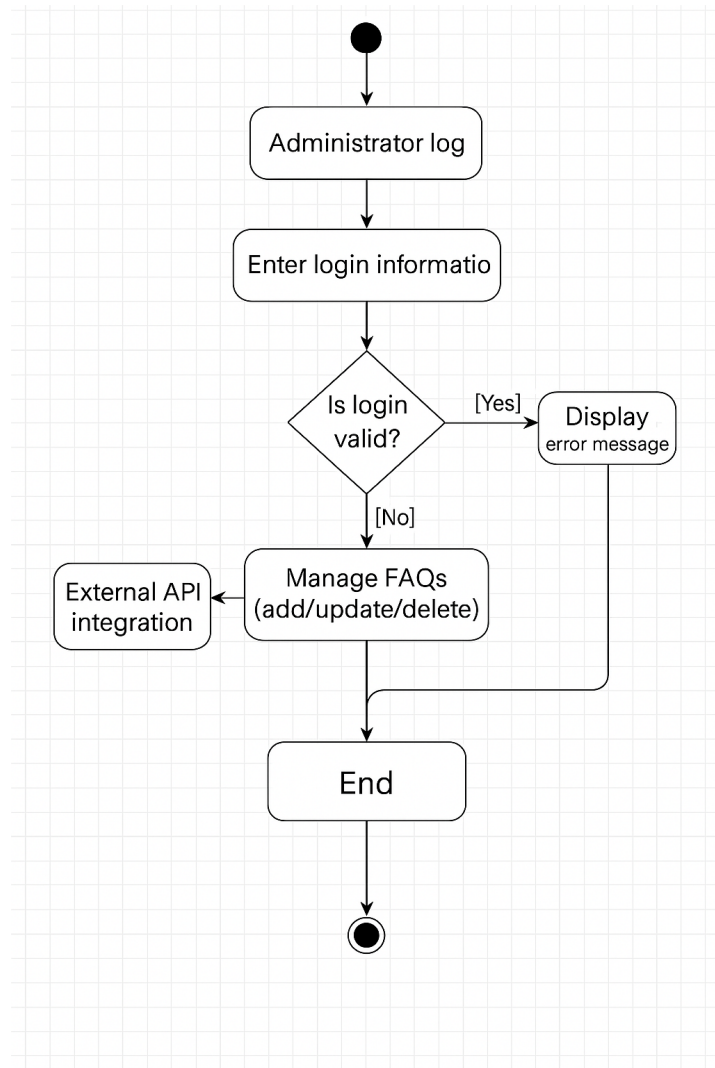 Administrator log
Enter login informatio
Is login
valid?
[Yes]
Display
error message
[No]
Manage FAQs
(add/update/delete)
External API
integration
End